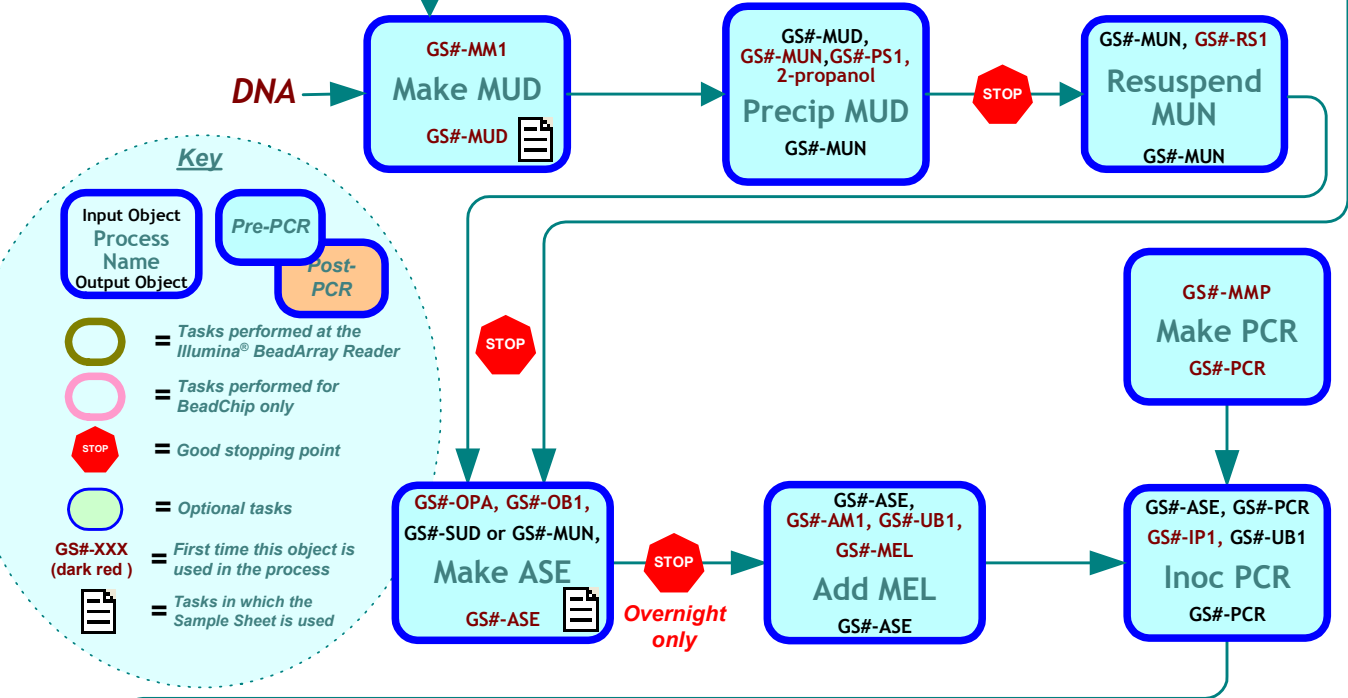 DNA
GS#-MM1
Make MUD
GS#-MUD
GS#-MUD,
GS#-MUN,GS#-PS1,
2-propanol
Precip MUD
GS#-MUN
STOP
GS#-MUN, GS#-RS1
Resuspend
MUN
GS#-MUN
Key
Input Object
Process
Name
Output Object
Pre-PCR
Post-
PCR
= Tasks performed at the
Illumina® BeadArray Reader
= Tasks performed for
BeadChip only
STOP = Good stopping point
= Optional tasks
GS#-XXX
(dark red )
= First time this object is
used in the process
= Tasks in which the
Sample Sheet is used
STOP
GS#-MMP
Make PCR
GS#-PCR
GS#-OPA, GS#-OB1,
GS#-SUD or GS#-MUN,
Make ASE
GS#-ASE
STOP
Overnight
only
GS#-ASE,
GS#-AM1, GS#-UB1,
GS#-MEL
Add MEL
GS#-ASE
GS#-ASE, GS#-PCR
GS#-IP1, GS#-UB1
Inoc PCR
GS#-PCR